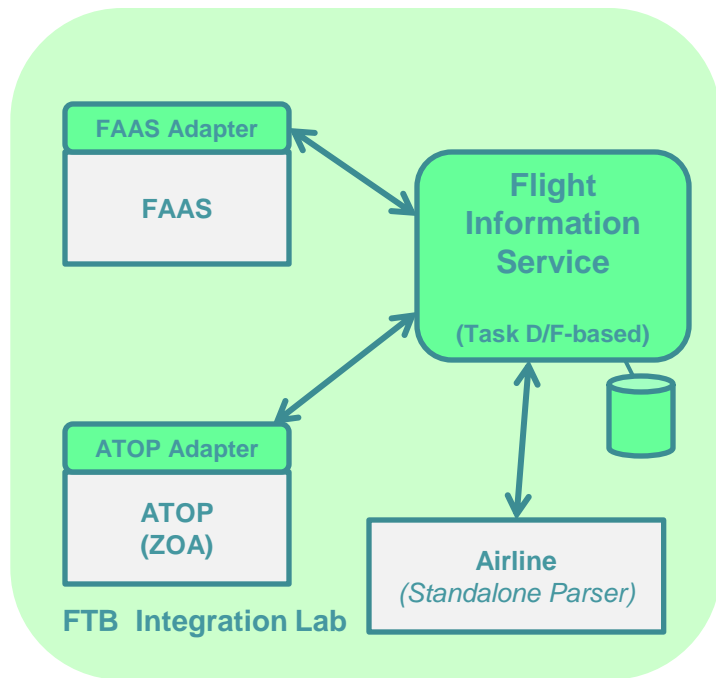 FAAS Adapter
FAAS
Flight
Information
Service
(Task D/F-based)
ATOP Adapter
ATOP
(ZOA)
Airline
(Standalone Parser)
FTB Integration Lab